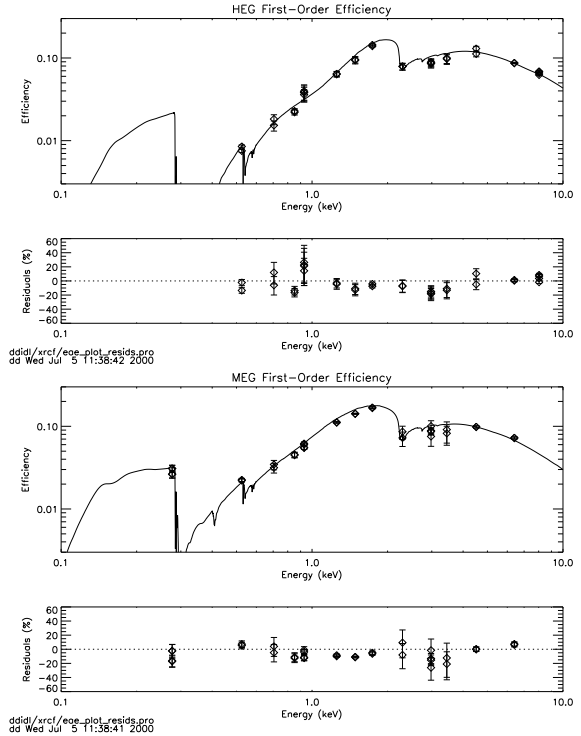 HEG First-Order Efficiency
Efficiency
0.10
0.01
0.1
1.0
10.0
Energy (keV)
Residuals (%)
60
40
20
0
-20
-40
-60
0.1
1.0
10.0
Energy (keV)
ddidl/xrcf/eae_plot_resids.pro
dd Wed Jul 5 11:38:42 2000
MEG First-Order Efficiency
Efficiency
0.10
0.01
0.1
1.0
10.0
Energy (keV)
Residuals (%)
60
40
20
0
-20
-40
-60
0.1
1.0
10.0
Energy (keV)
ddidl/xrcf/eae_plot_resids.pro
dd Wed Jul 5 11:38:41 2000